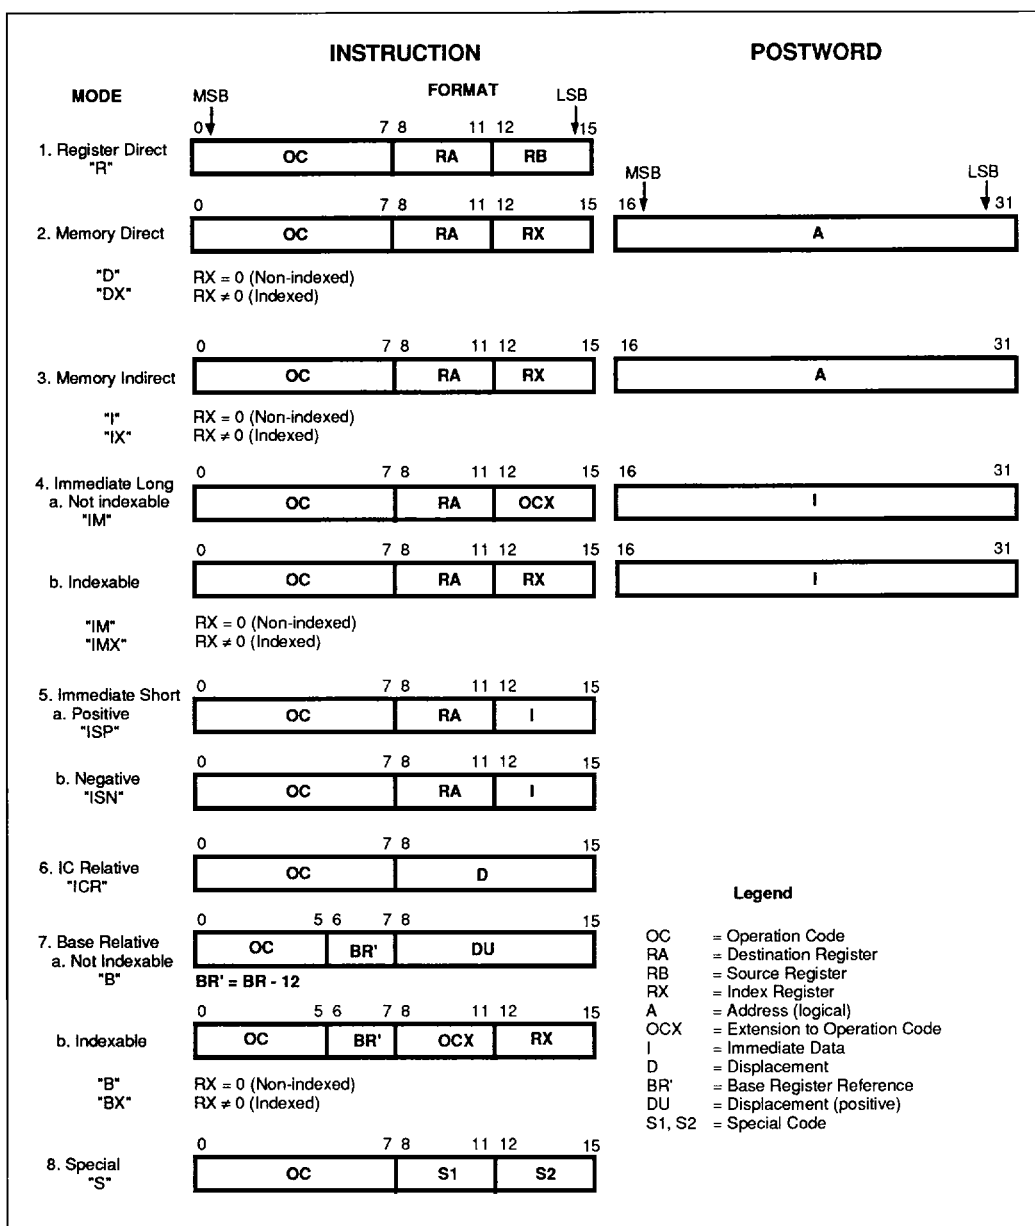 INSTRUCTION POSTWORD
MODE MSB FORMAT LSB
0 7 8 11 12 15
1. Register Direct OC RA RB
"R"
MSB LSB
0 7 8 11 12 15 16 31
2. Memory Direct OC RA RX A
"D" RX = 0 (Non-indexed)
"DX" RX ≠ 0 (Indexed)
0 7 8 11 12 15 16 31
3. Memory Indirect OC RA RX A
"I" RX = 0 (Non-indexed)
"IX" RX ≠ 0 (Indexed)
0 7 8 11 12 15 16 31
4. Immediate Long
a. Not indexable OC RA OCX I
"IM"
0 7 8 11 12 15 16 31
b. Indexable OC RA RX I
"IM" RX = 0 (Non-indexed)
"IMX" RX ≠ 0 (Indexed)
0 7 8 11 12 15
5. Immediate Short
a. Positive OC RA I
"ISP"
0 7 8 11 12 15
b. Negative OC RA I
"ISN"
0 7 8 15
6. IC Relative OC D
"ICR"
0 5 6 7 8 15
7. Base Relative OC BR' DU
a. Not Indexable
"B" BR' = BR - 12
0 5 6 7 8 11 12 15
b. Indexable OC BR' OCX RX
"B" RX = 0 (Non-indexed)
"BX" RX ≠ 0 (Indexed)
0 7 8 11 12 15
8. Special OC S1 S2
"S"
Legend
OC = Operation Code
RA = Destination Register
RB = Source Register
RX = Index Register
A = Address (logical)
OCX = Extension to Operation Code
I = Immediate Data
D = Displacement
BR' = Base Register Reference
DU = Displacement (positive)
S1, S2 = Special Code